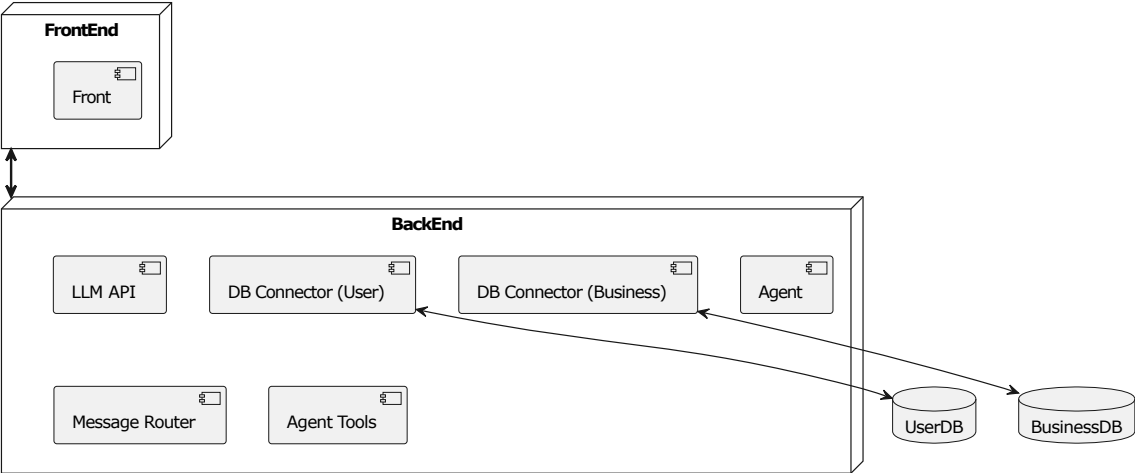 FrontEnd
Front
BackEnd
LLM API
DB Connector (User)
DB Connector (Business)
Agent
Message Router
Agent Tools
UserDB
BusinessDB